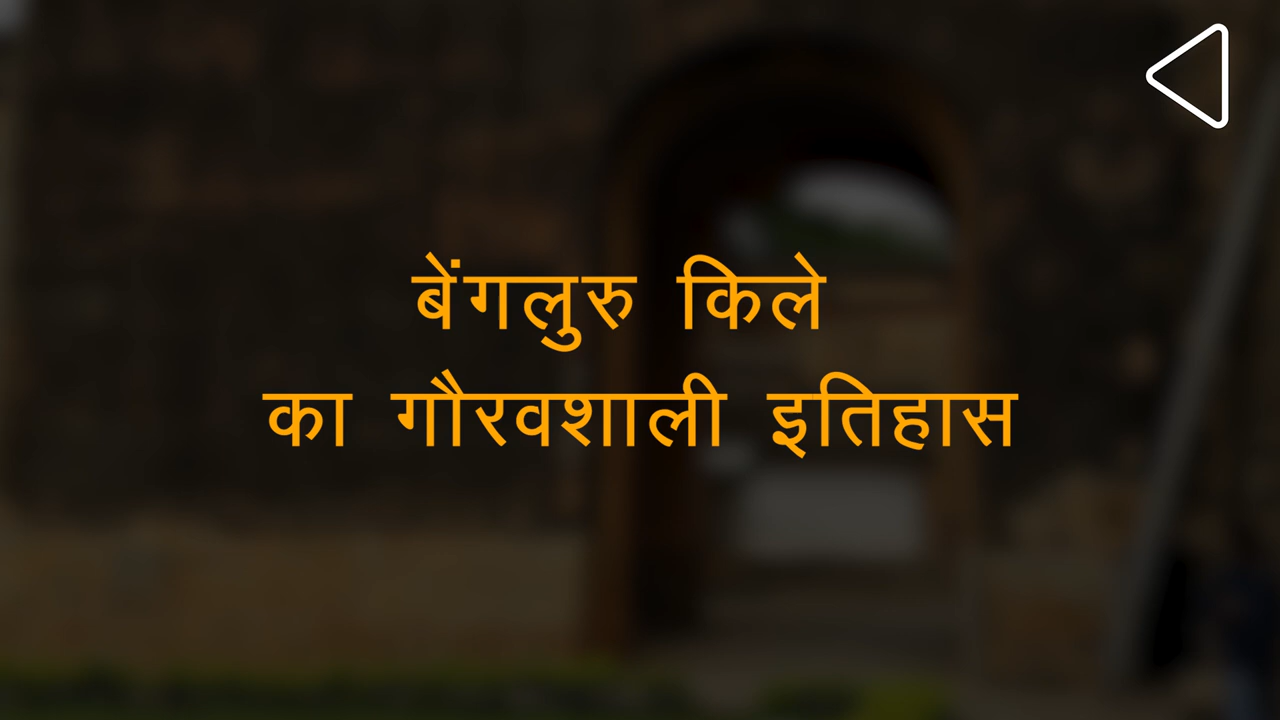 बेंगलुरु किले
का गौरवशाली इतिहास